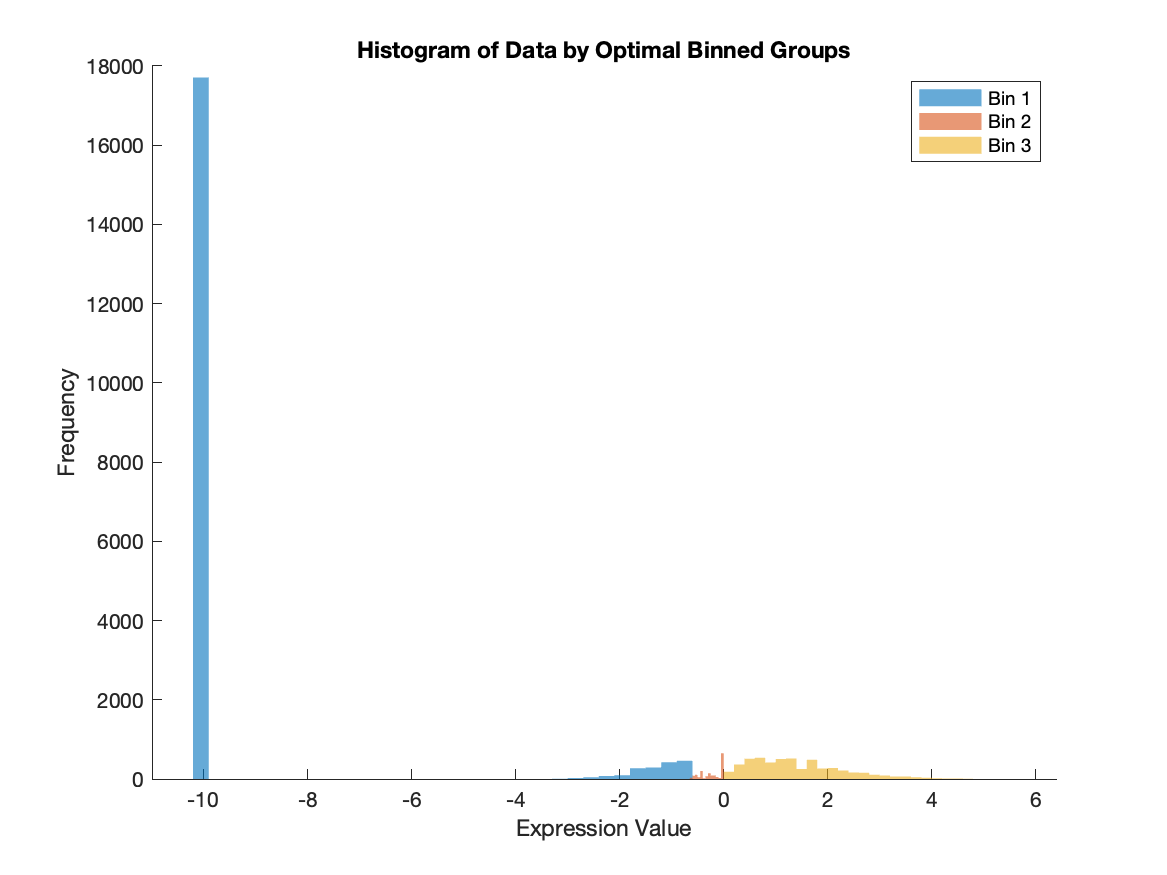 Histogram of Data by Optimal Binned Groups
18000
16000
14000
12000
10000
8000
6000
4000
2000
0
Frequency
Bin 1
Bin 2
Bin 3
-10 -8 -6 -4 -2 0 2 4 6
Expression Value